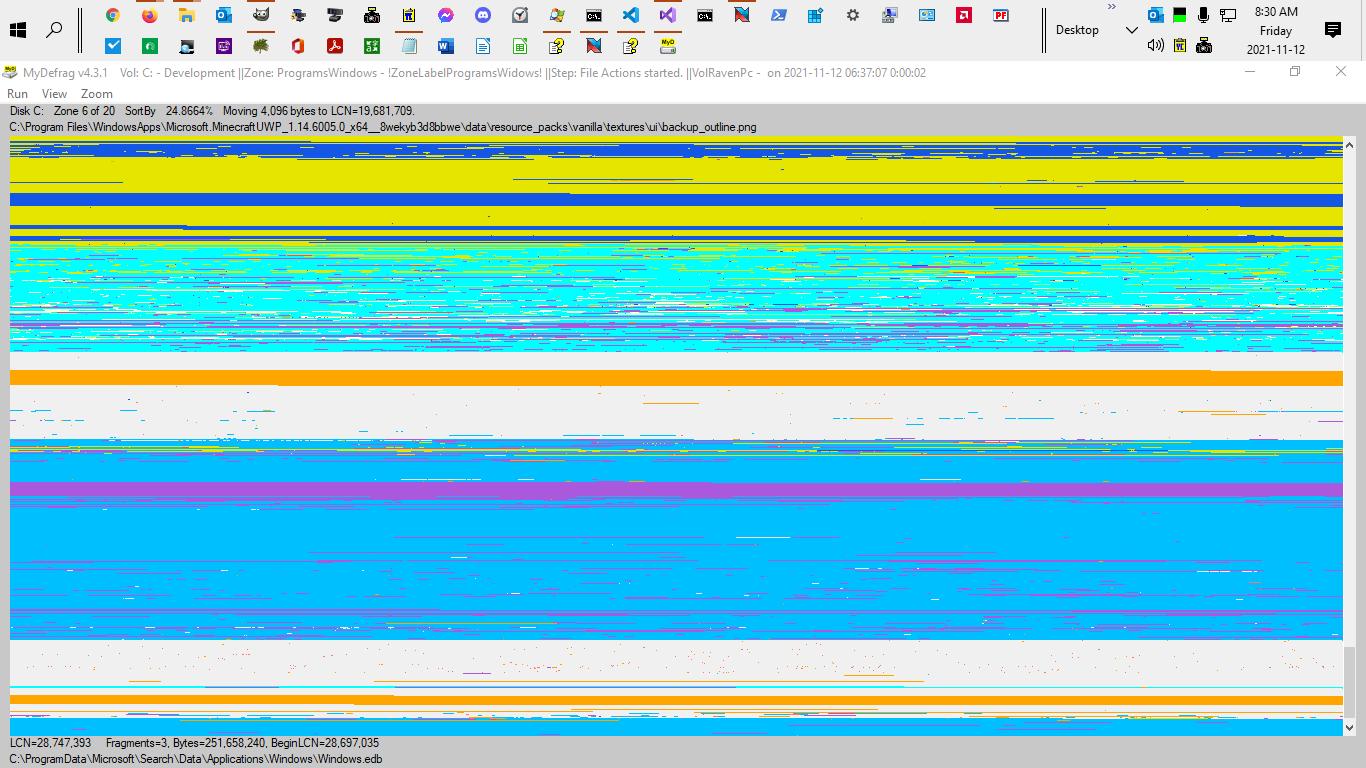 8:30 AM
Desktop
Friday
2021-11-12
MyDefrag v4.3.1 Vol: C: - Development ||Zone: ProgramsWindows - !ZoneLabelProgramsWidows! ||Step: File Actions started. ||VolRavenPc - on 2021-11-12 06:37:07 0:00:02
Run View Zoom
Disk C: Zone 6 of 20 SortBy 24.8664% Moving 4,096 bytes to LCN=19,681,709.
C:\Program Files\WindowsApps\Microsoft.MinecraftUWP_1.14.6005.0_x64__8wekyb3d8bbwe\data\resource_packs\vanilla\textures\ui\backup_outline.png
LCN=28,747,393 Fragments=3, Bytes=251,658,240, BeginLCN=28,697,035
C:\ProgramData\Microsoft\Search\Data\Applications\Windows\Windows.edb